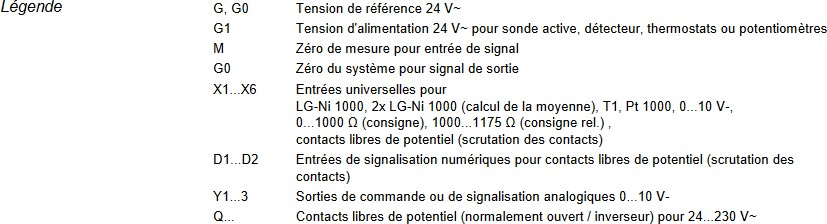 Légende G, G0 Tension de référence 24 V~
G1 Tension d'alimentation 24 V~ pour sonde active, détecteur, thermostats ou potentiomètres
M Zéro de mesure pour entrée de signal
G0 Zéro du système pour signal de sortie
X1...X6 Entrées universelles pour
LG-Ni 1000, 2x LG-Ni 1000 (calcul de la moyenne), T1, Pt 1000, 0...10 V-,
0...1000 Ω (consigne), 1000...1175 Ω (consigne rel.) ,
contacts libres de potentiel (scrutation des contacts)
D1...D2 Entrées de signalisation numériques pour contacts libres de potentiel (scrutation des
contacts)
Y1...3 Sorties de commande ou de signalisation analogiques 0...10 V-
Q... Contacts libres de potentiel (normalement ouvert / inverseur) pour 24...230 V~